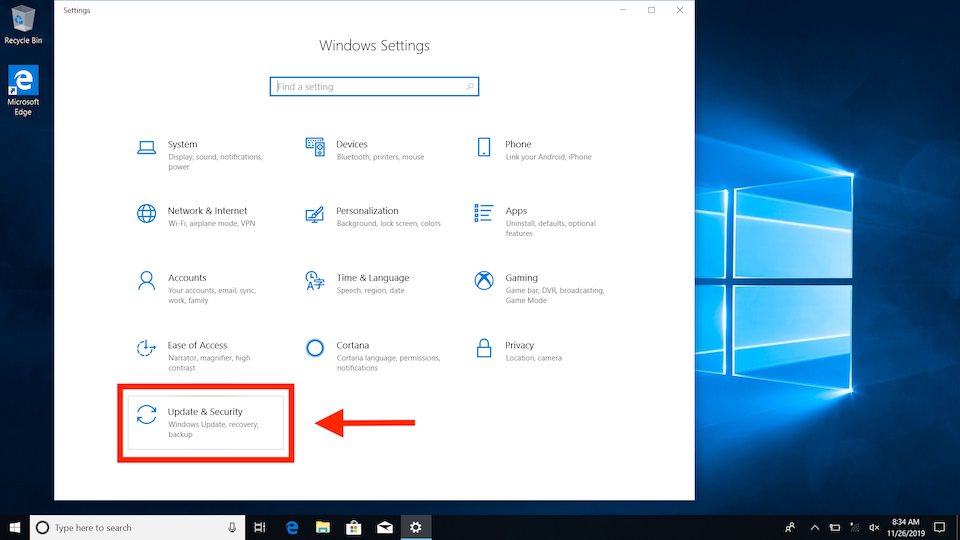 Recycle Bin
Microsoft
Edge
Settings
Windows Settings
Find a setting
System
Display, sound, notifications,
power
Devices
Bluetooth, printers, mouse
Phone
Link your Android, iPhone
Network & Internet
Wi-Fi, airplane mode, VPN
Personalization
Background, lock screen, colors
Apps
Uninstall, defaults, optional
features
Accounts
Your accounts, email, sync,
work, family
Time & Language
Speech, region, date
Gaming
Game bar, DVR, broadcasting,
Game Mode
Ease of Access
Narrator, magnifier, high
contrast
Cortana
Cortana language, permissions,
notifications
Privacy
Location, camera
Update & Security
Windows Update, recovery,
backup
Type here to search
8:34 AM
11/26/2019